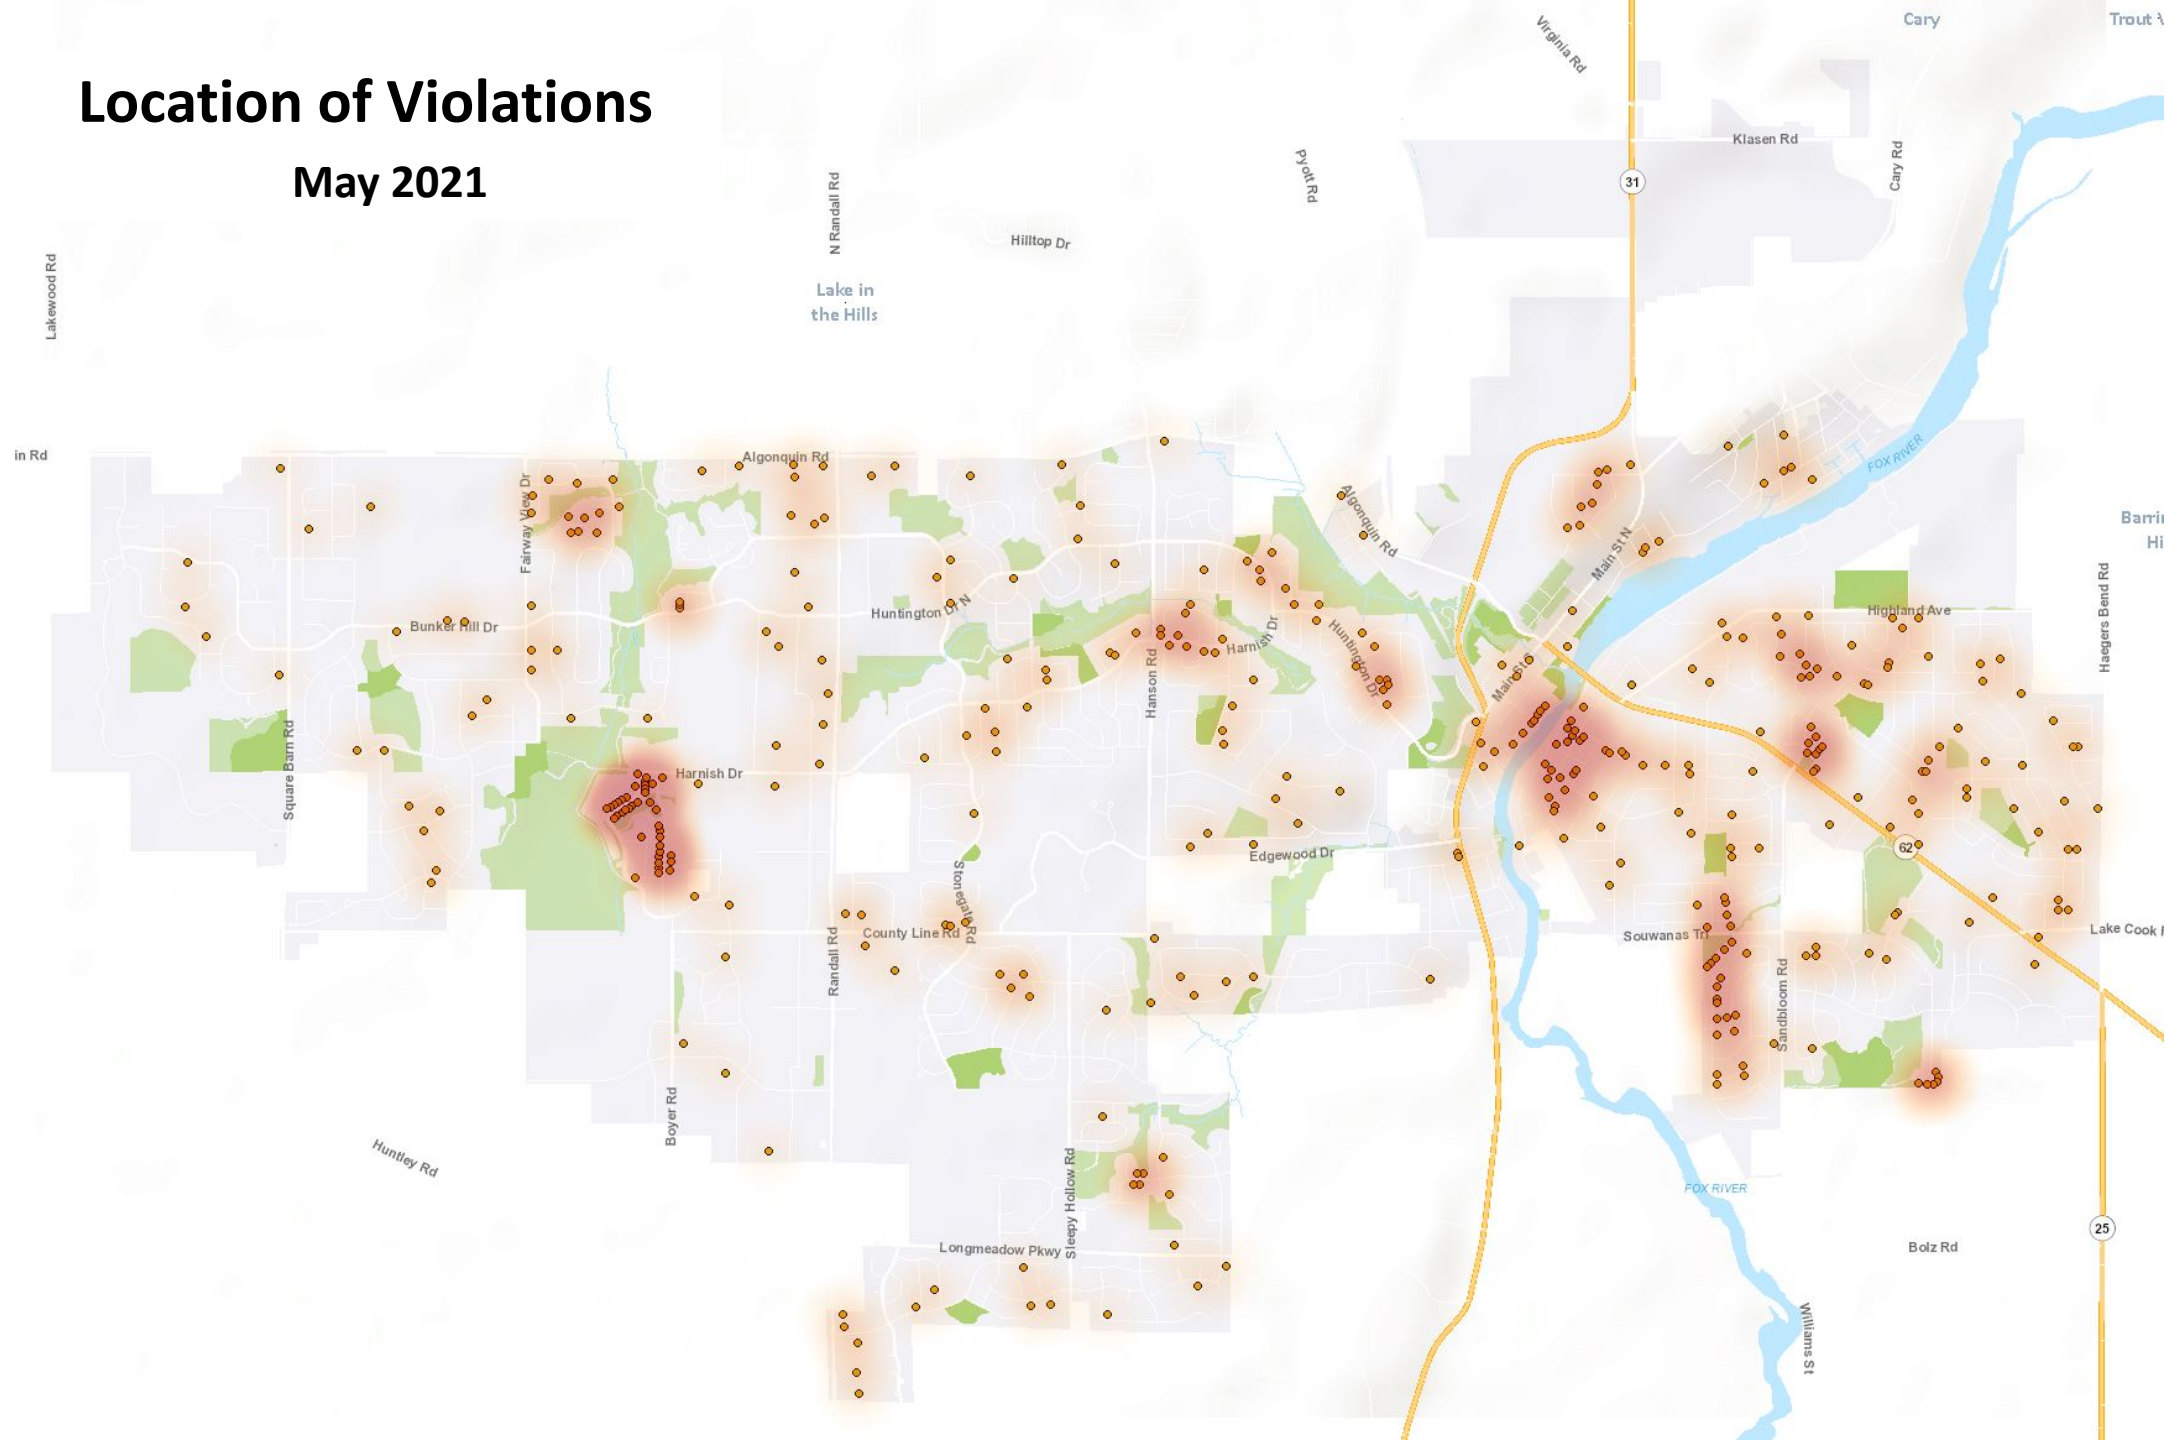 Location of Violations
May 2021
Cary
Trout
Virginia Rd
Klasen Rd
Cary Rd
Pyott Rd
31
N Randall Rd
Hilltop Dr
Lakewood Rd
Lake in
the Hills
in Rd
Algonquin Rd
Fairway View Dr
Algonquin Rd
FOX RIVER
Main St N
Barrin
Hi
Haegers Bend Rd
Highland Ave
Huntington Dr N
Bunker Hill Dr
Harnish Dr
Huntington Dr
Main St S
Hanson Rd
Square Barn Rd
Harnish Dr
Edgewood Dr
62
Stonegate Rd
County Line Rd
Randall Rd
Souwanas Trl
Lake Cook R
Sandbloom Rd
Boyer Rd
Huntley Rd
Sleepy Hollow Rd
FOX RIVER
25
Longmeadow Pkwy
Bolz Rd
Williams St